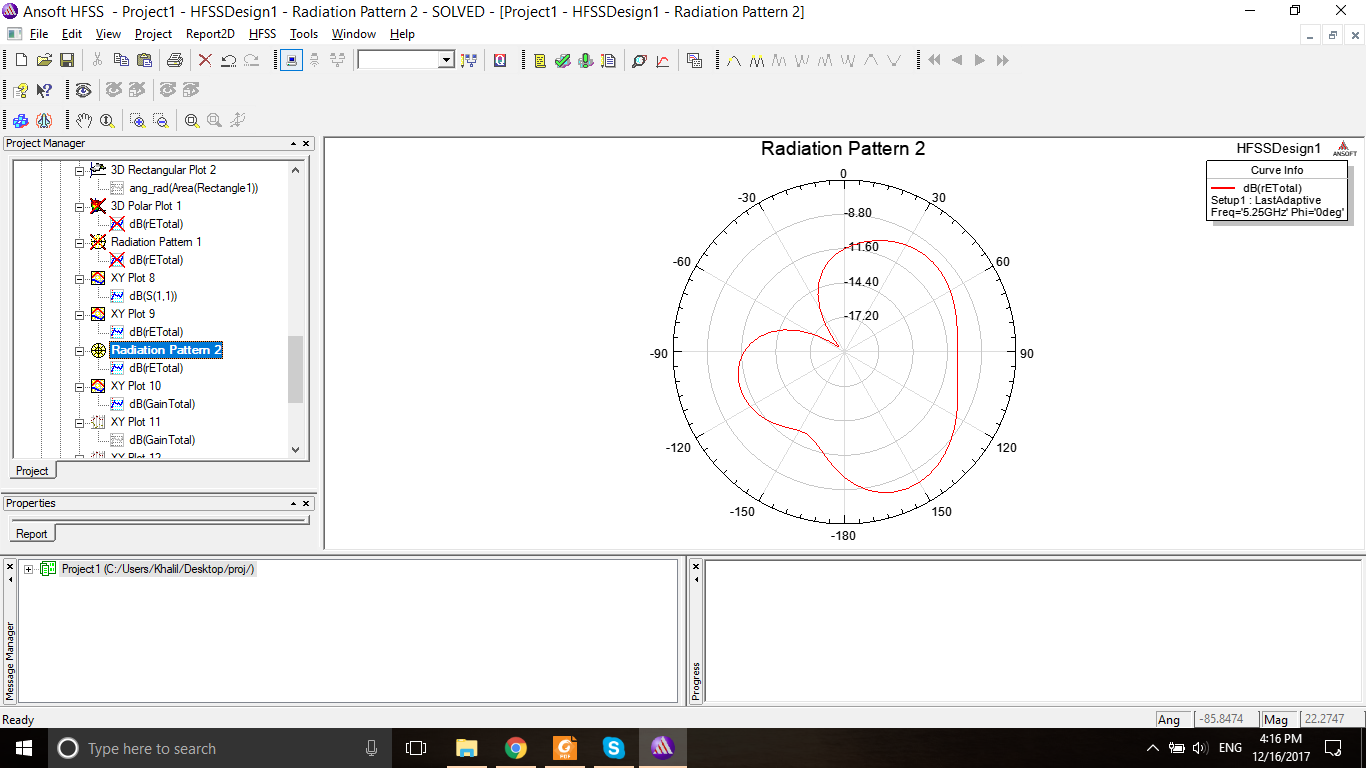 Ansoft HFSS - Project1 - HFSSDesign1 - Radiation Pattern 2 - SOLVED - [Project1 - HFSSDesign1 - Radiation Pattern 2]
File Edit View Project Report2D HFSS Tools Window Help
Project Manager
3D Rectangular Plot 2
ang_rad(Area(Rectangle1))
3D Polar Plot 1
dB(rETotal)
Radiation Pattern 1
dB(rETotal)
XY Plot 8
dB(S(1,1))
XY Plot 9
dB(rETotal)
Radiation Pattern 2
dB(rETotal)
XY Plot 10
dB(GainTotal)
XY Plot 11
dB(GainTotal)
XY Plot 12
Project
Properties
Report
Radiation Pattern 2
HFSSDesign1
ANSOFT
Curve Info
dB(rETotal)
Setup1 : LastAdaptive
Freq='5.25GHz' Phi='0deg'
0
-30
30
-8.80
-11.60
-60
60
-14.40
-17.20
-90
90
-120
120
-150
150
-180
Project1 (C:/Users/Khalil/Desktop/proj/)
Message Manager
Progress
Ready
Ang -85.8474 Mag 22.2747
Type here to search
PDF
ENG
4:16 PM
12/16/2017